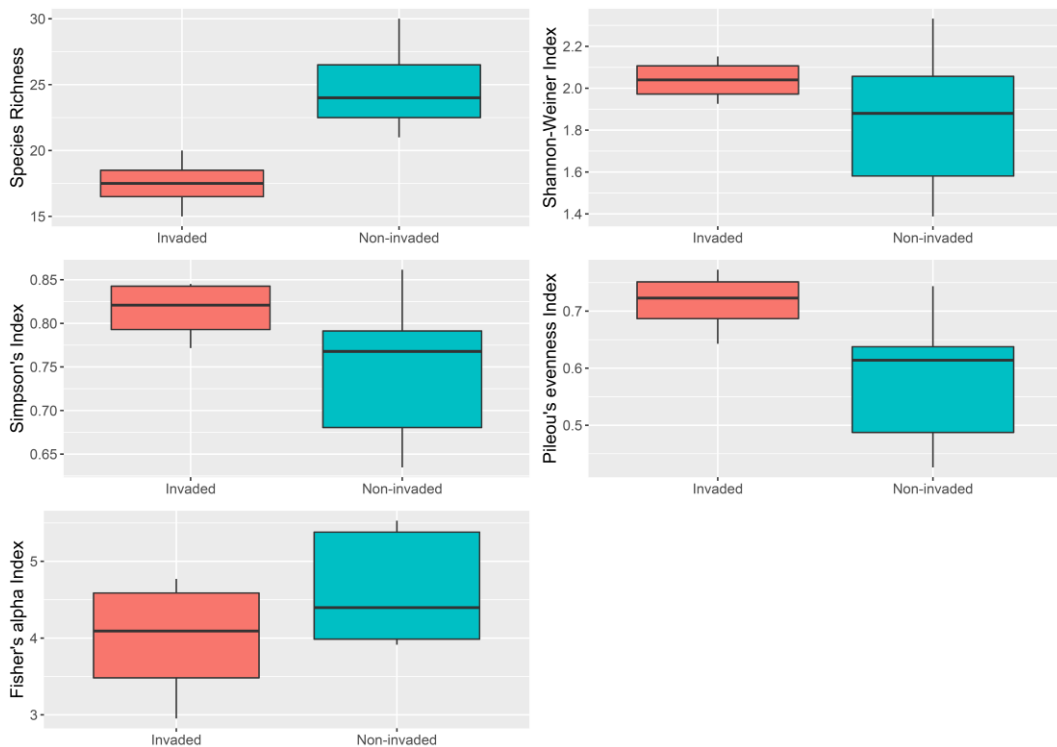 Species Richness
30
25
20
15
Invaded
Non-invaded
Shannon-Weiner Index
2.2
2.0
1.8
1.6
1.4
Invaded
Non-invaded
Simpson's Index
0.85
0.80
0.75
0.70
0.65
Invaded
Non-invaded
Pileou's evenness Index
0.7
0.6
0.5
Invaded
Non-invaded
Fisher's alpha Index
5
4
3
Invaded
Non-invaded